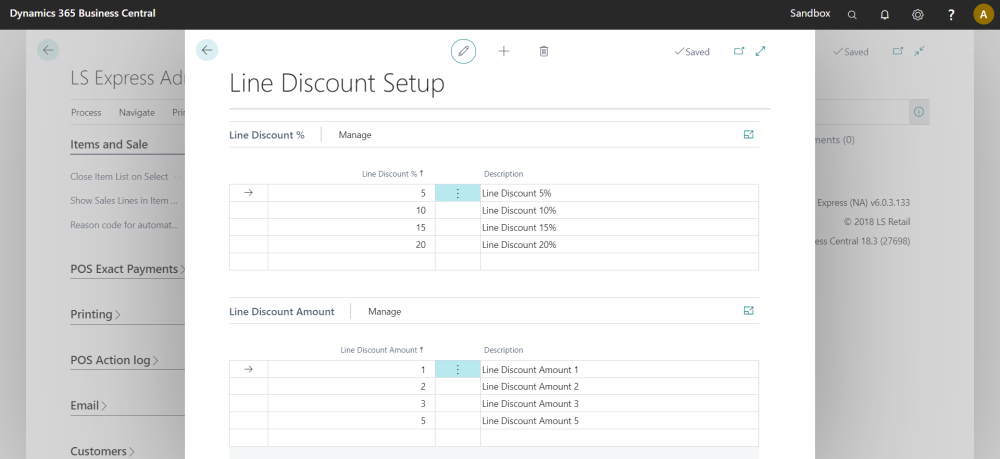 Dynamics 365 Business Central
Sandbox
?
A
LS Express
Saved
Saved
Line Discount Setup
Process Navigate
Line Discount % Manage
Items and Sale
(0)
Close Item List on Select
Line Discount % ↑ Description
5 Line Discount 5%
Show Sales Lines in Item ...
Express (NA) v6.0.3.133
10 Line Discount 10%
Reason code for automat...
© 2018 LS Retail
15 Line Discount 15%
Central 18.3 (27698)
20 Line Discount 20%
POS Exact Payments
Printing
Line Discount Amount Manage
Line Discount Amount ↑ Description
POS Action log
1 Line Discount Amount 1
2 Line Discount Amount 2
Email
3 Line Discount Amount 3
5 Line Discount Amount 5
Customers